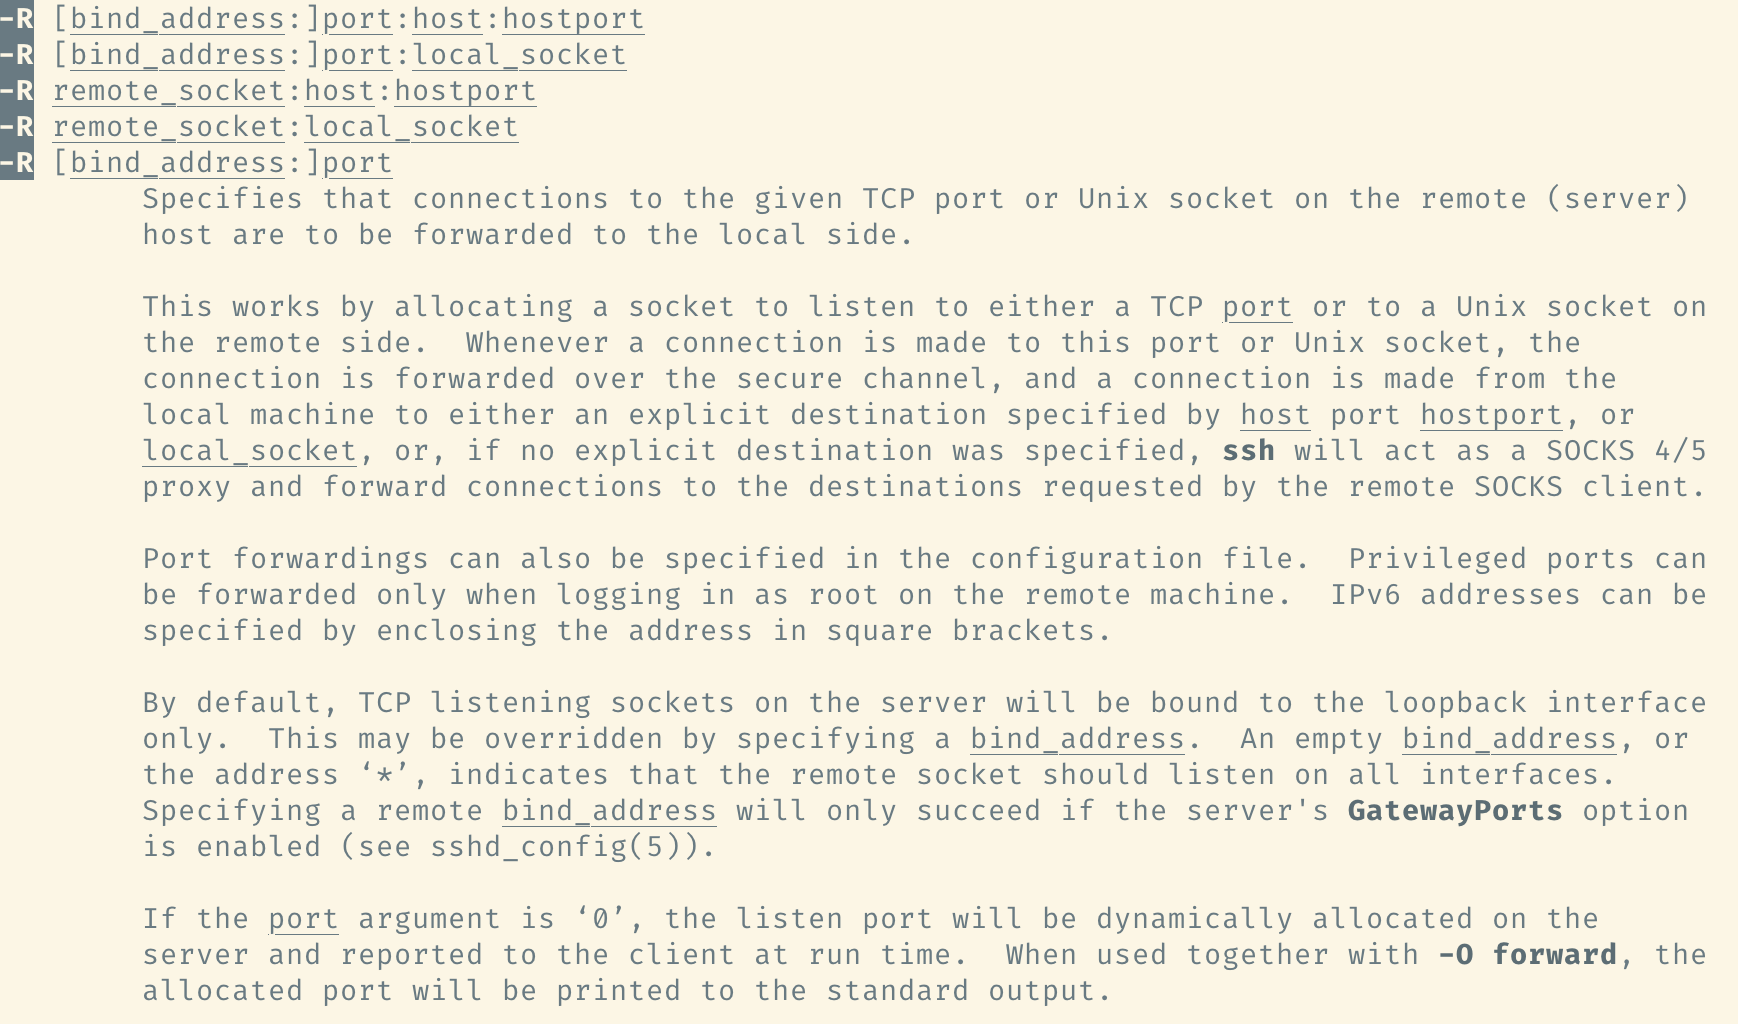 -R [bind_address:]port:host:hostport
-R [bind_address:]port:local_socket
-R remote_socket:host:hostport
-R remote_socket:local_socket
-R [bind_address:]port
Specifies that connections to the given TCP port or Unix socket on the remote (server)
host are to be forwarded to the local side.
This works by allocating a socket to listen to either a TCP port or to a Unix socket on
the remote side.  Whenever a connection is made to this port or Unix socket, the
connection is forwarded over the secure channel, and a connection is made from the
local machine to either an explicit destination specified by host port hostport, or
local_socket, or, if no explicit destination was specified, ssh will act as a SOCKS 4/5
proxy and forward connections to the destinations requested by the remote SOCKS client.
Port forwardings can also be specified in the configuration file.  Privileged ports can
be forwarded only when logging in as root on the remote machine.  IPv6 addresses can be
specified by enclosing the address in square brackets.
By default, TCP listening sockets on the server will be bound to the loopback interface
only.  This may be overridden by specifying a bind_address.  An empty bind_address, or
the address ‘*’, indicates that the remote socket should listen on all interfaces.
Specifying a remote bind_address will only succeed if the server's GatewayPorts option
is enabled (see sshd_config(5)).
If the port argument is ‘0’, the listen port will be dynamically allocated on the
server and reported to the client at run time.  When used together with -O forward, the
allocated port will be printed to the standard output.